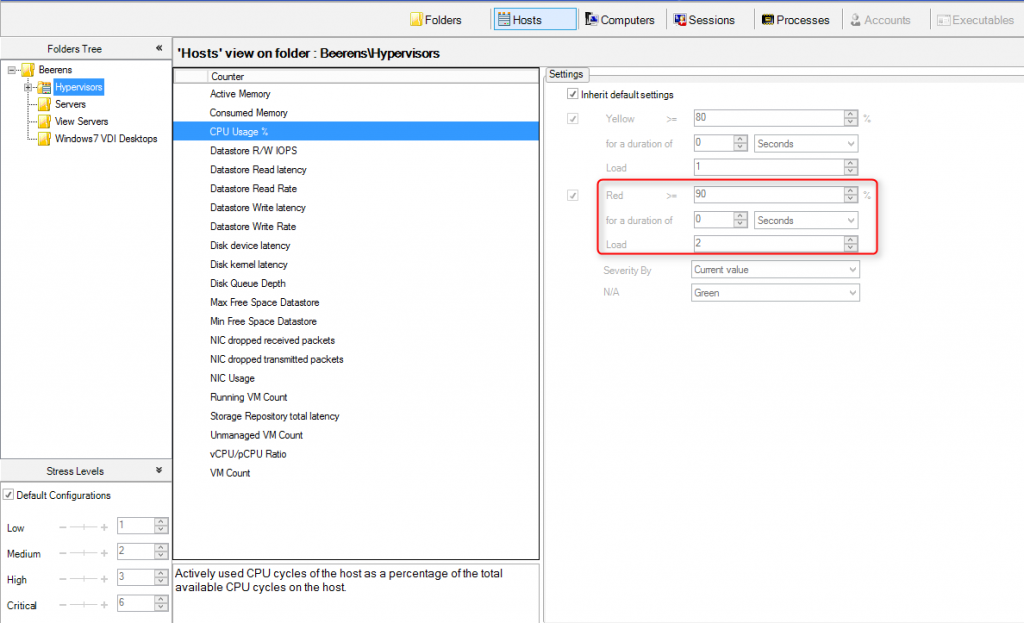 Folders Hosts Computers Sessions Processes Accounts Executables
Folders Tree «
'Hosts' view on folder : Beerens\Hypervisors
Beerens
Hypervisors
Servers
View Servers
Windows7 VDI Desktops
Stress Levels
Default Configurations
Low 1
Medium 2
High 3
Critical 6
Counter
Active Memory
Consumed Memory
CPU Usage %
Datastore R/W IOPS
Datastore Read latency
Datastore Read Rate
Datastore Write latency
Datastore Write Rate
Disk device latency
Disk kernel latency
Disk Queue Depth
Max Free Space Datastore
Min Free Space Datastore
NIC dropped received packets
NIC dropped transmitted packets
NIC Usage
Running VM Count
Storage Repository total latency
Unmanaged VM Count
vCPU/pCPU Ratio
VM Count
Actively used CPU cycles of the host as a percentage of the total
available CPU cycles on the host.
Settings
Inherit default settings
Yellow >= 80 %
for a duration of 0 Seconds
Load 1
Red >= 90 %
for a duration of 0 Seconds
Load 2
Severity By Current value
N/A Green